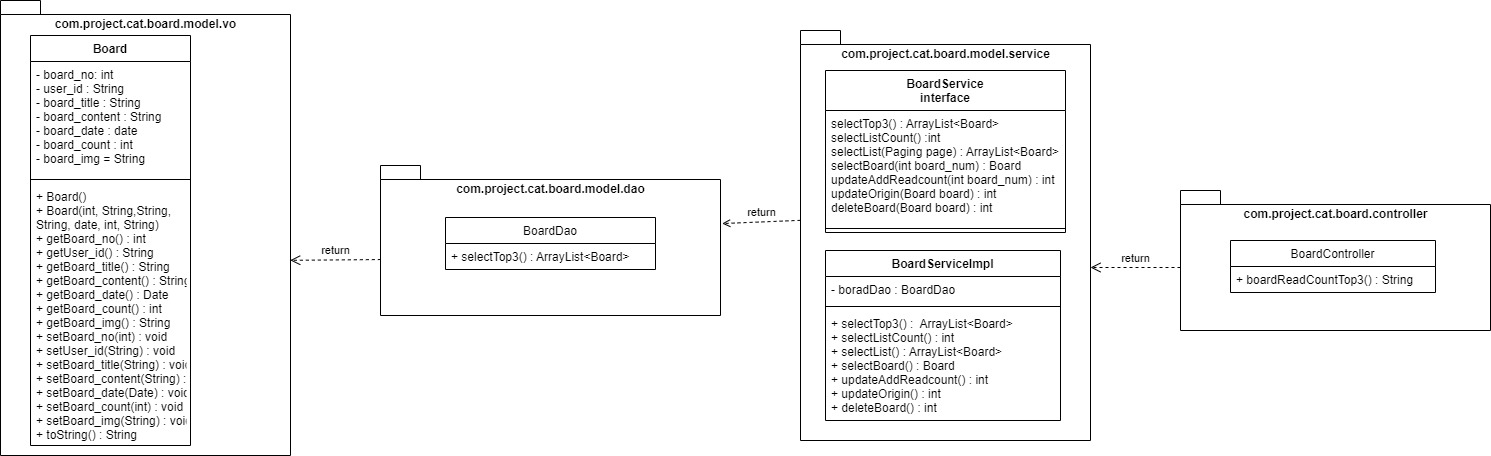 com.project.cat.board.model.vo
Board
- board_no: int
- user_id : String
- board_title : String
- board_content : String
- board_date : date
- board_count : int
- board_img = String
+ Board()
+ Board(int, String,String,
String, date, int, String)
+ getBoard_no() : int
+ getUser_id() : String
+ getBoard_title() : String
+ getBoard_content() : String
+ getBoard_date() : Date
+ getBoard_count() : int
+ getBoard_img() : String
+ setBoard_no(int) : void
+ setUser_id(String) : void
+ setBoard_title(String) : void
+ setBoard_content(String) :
+ setBoard_date(Date) : void
+ setBoard_count(int) : void
+ setBoard_img(String) : void
+ toString() : String
return
com.project.cat.board.model.dao
BoardDao
+ selectTop3() : ArrayList<Board>
return
com.project.cat.board.model.service
BoardService
interface
selectTop3() : ArrayList<Board>
selectListCount() :int
selectList(Paging page) : ArrayList<Board>
selectBoard(int board_num) : Board
updateAddReadcount(int board_num) : int
updateOrigin(Board board) : int
deleteBoard(Board board) : int
BoardServiceImpl
- boradDao : BoardDao
+ selectTop3() :  ArrayList<Board>
+ selectListCount() : int
+ selectList() : ArrayList<Board>
+ selectBoard() : Board
+ updateAddReadcount() : int
+ updateOrigin() : int
+ deleteBoard() : int
return
com.project.cat.board.controller
BoardController
+ boardReadCountTop3() : String